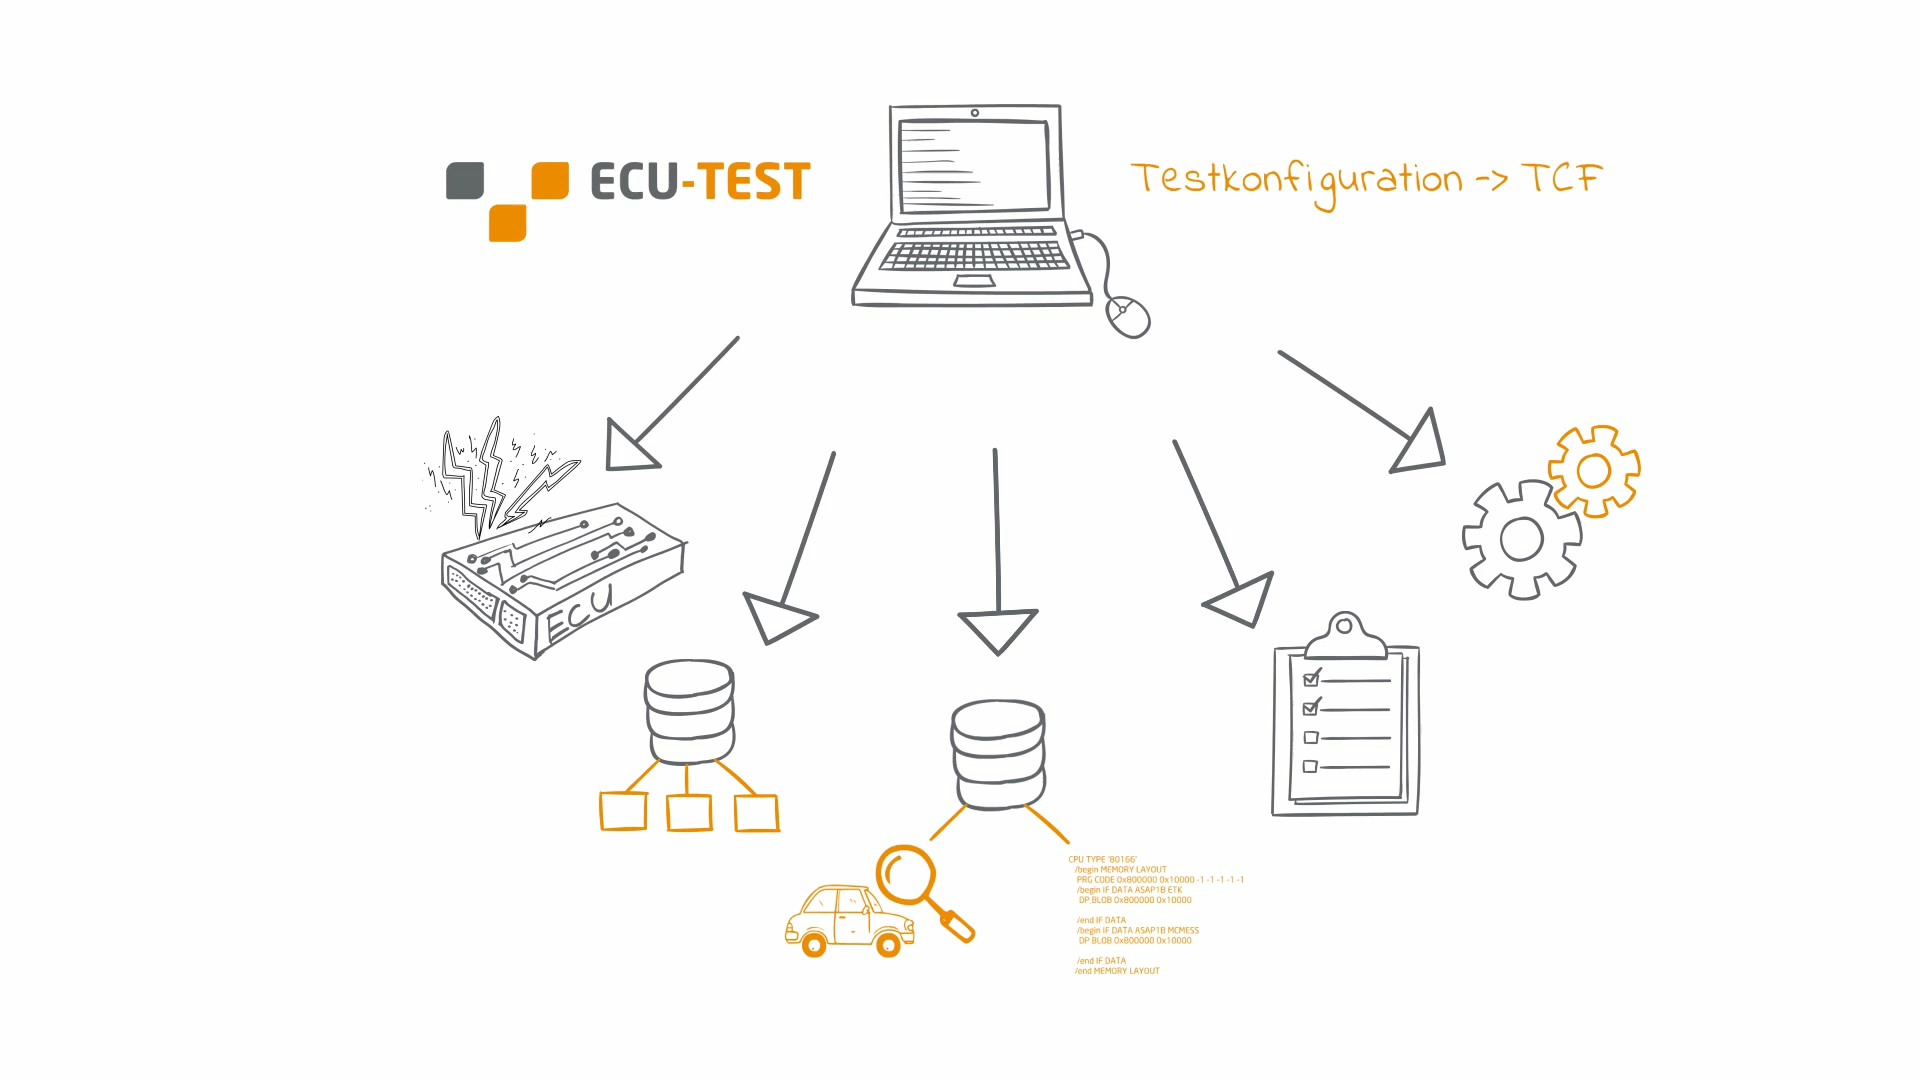 ECU-TEST
Testkonfiguration -> TCF
ECU
CPU TYPE '80166'
/begin MEMORY LAYOUT
PRG CODE 0x800000 0x10000 -1 -1 -1 -1 -1
/begin IF DATA ASAP1B ETK
DP BLOB 0x800000 0x10000
/end IF DATA
/begin IF DATA ASAP1B MCMESS
DP BLOB 0x800000 0x10000
/end IF DATA
/end MEMORY LAYOUT